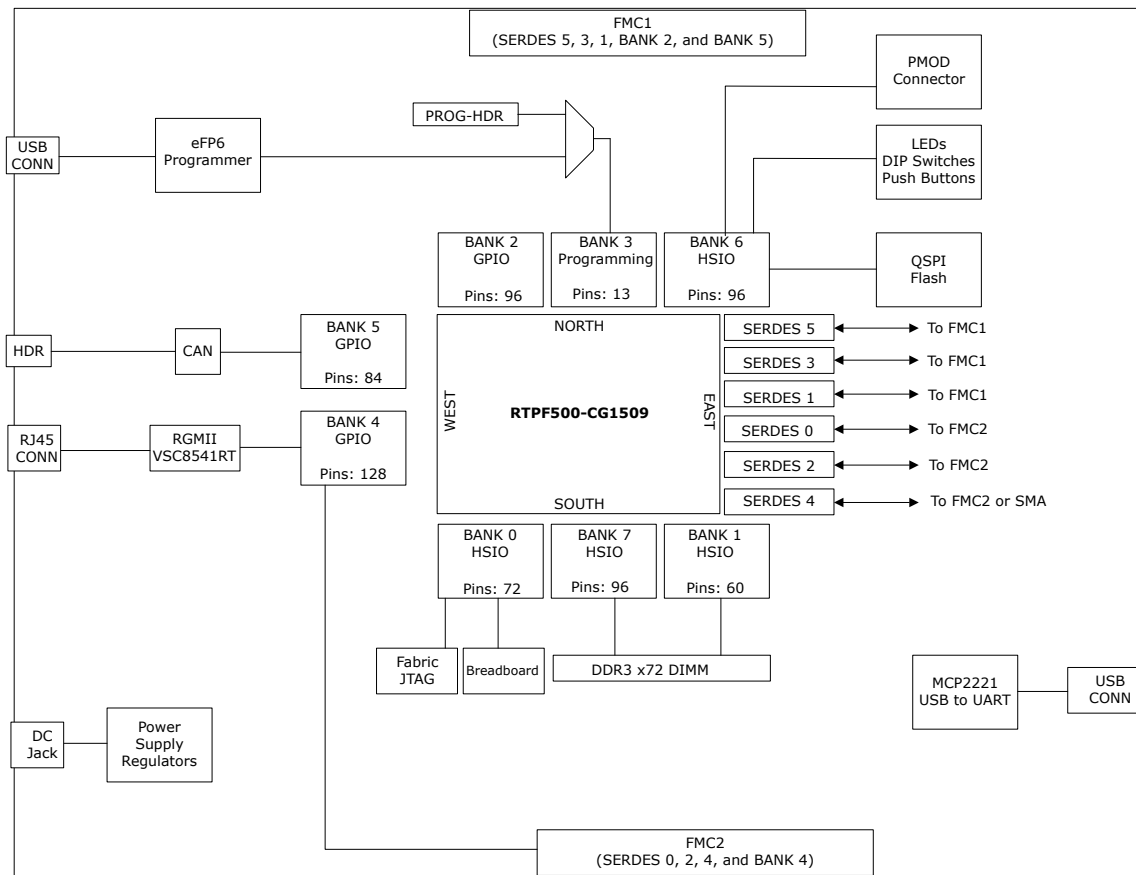 FMC1
(SERDES 5, 3, 1, BANK 2, and BANK 5)
PMOD
Connector
PROG-HDR
USB
CONN
eFP6
Programmer
LEDs
DIP Switches
Push Buttons
BANK 2
GPIO
Pins: 96
BANK 3
Programming
Pins: 13
BANK 6
HSIO
Pins: 96
QSPI
Flash
HDR
CAN
BANK 5
GPIO
Pins: 84
NORTH
WEST
RTPF500-CG1509
EAST
SOUTH
SERDES 5
To FMC1
SERDES 3
To FMC1
SERDES 1
To FMC1
SERDES 0
To FMC2
SERDES 2
To FMC2
SERDES 4
To FMC2 or SMA
RJ45
CONN
RGMII
VSC8541RT
BANK 4
GPIO
Pins: 128
BANK 0
HSIO
Pins: 72
BANK 7
HSIO
Pins: 96
BANK 1
HSIO
Pins: 60
Fabric
JTAG
Breadboard
DDR3 x72 DIMM
MCP2221
USB to UART
USB
CONN
DC
Jack
Power
Supply
Regulators
FMC2
(SERDES 0, 2, 4, and BANK 4)